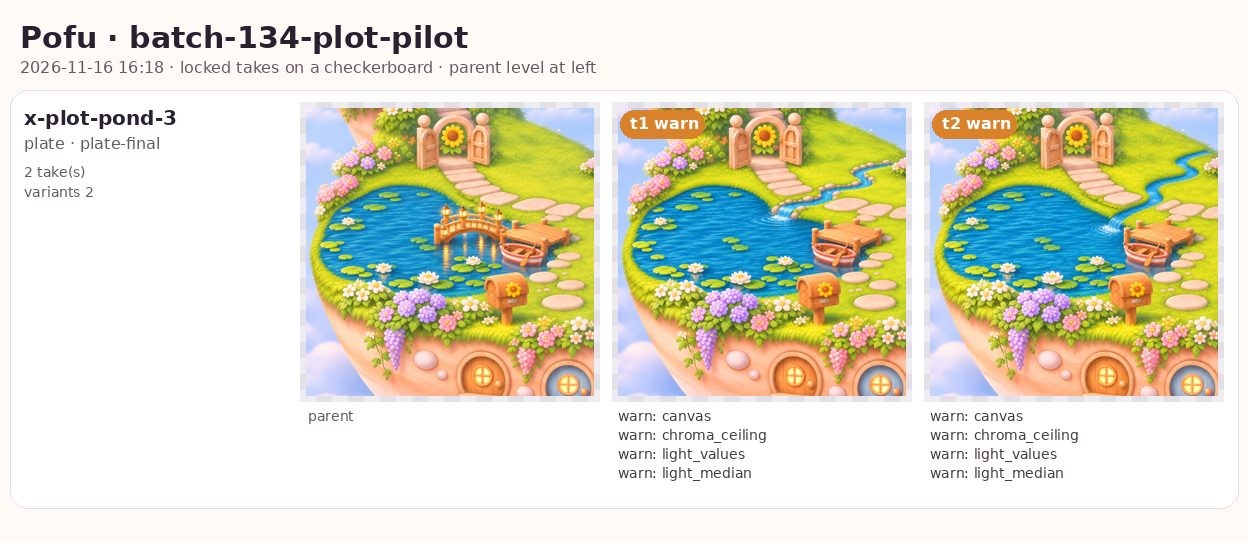 Pofu · batch-134-plot-pilot
2026-11-16 16:18 · locked takes on a checkerboard · parent level at left
x-plot-pond-3
plate · plate-final
2 take(s)
variants 2
parent
t1 warn
warn: canvas
warn: chroma_ceiling
warn: light_values
warn: light_median
t2 warn
warn: canvas
warn: chroma_ceiling
warn: light_values
warn: light_median